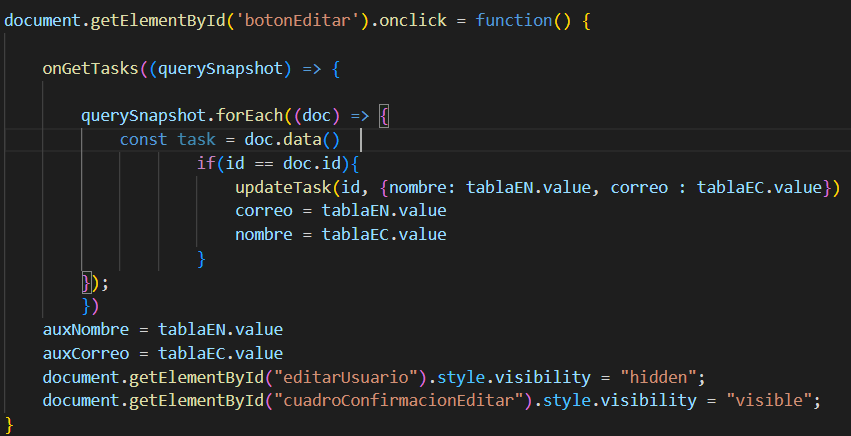 document.getElementById('botonEditar').onclick = function() {
onGetTasks((querySnapshot) => {
querySnapshot.forEach((doc) => {
const task = doc.data()
if(id == doc.id){
updateTask(id, {nombre: tablaEN.value, correo : tablaEC.value})
correo = tablaEN.value
nombre = tablaEC.value
}
});
})
auxNombre = tablaEN.value
auxCorreo = tablaEC.value
document.getElementById("editarUsuario").style.visibility = "hidden";
document.getElementById("cuadroConfirmacionEditar").style.visibility = "visible";
}